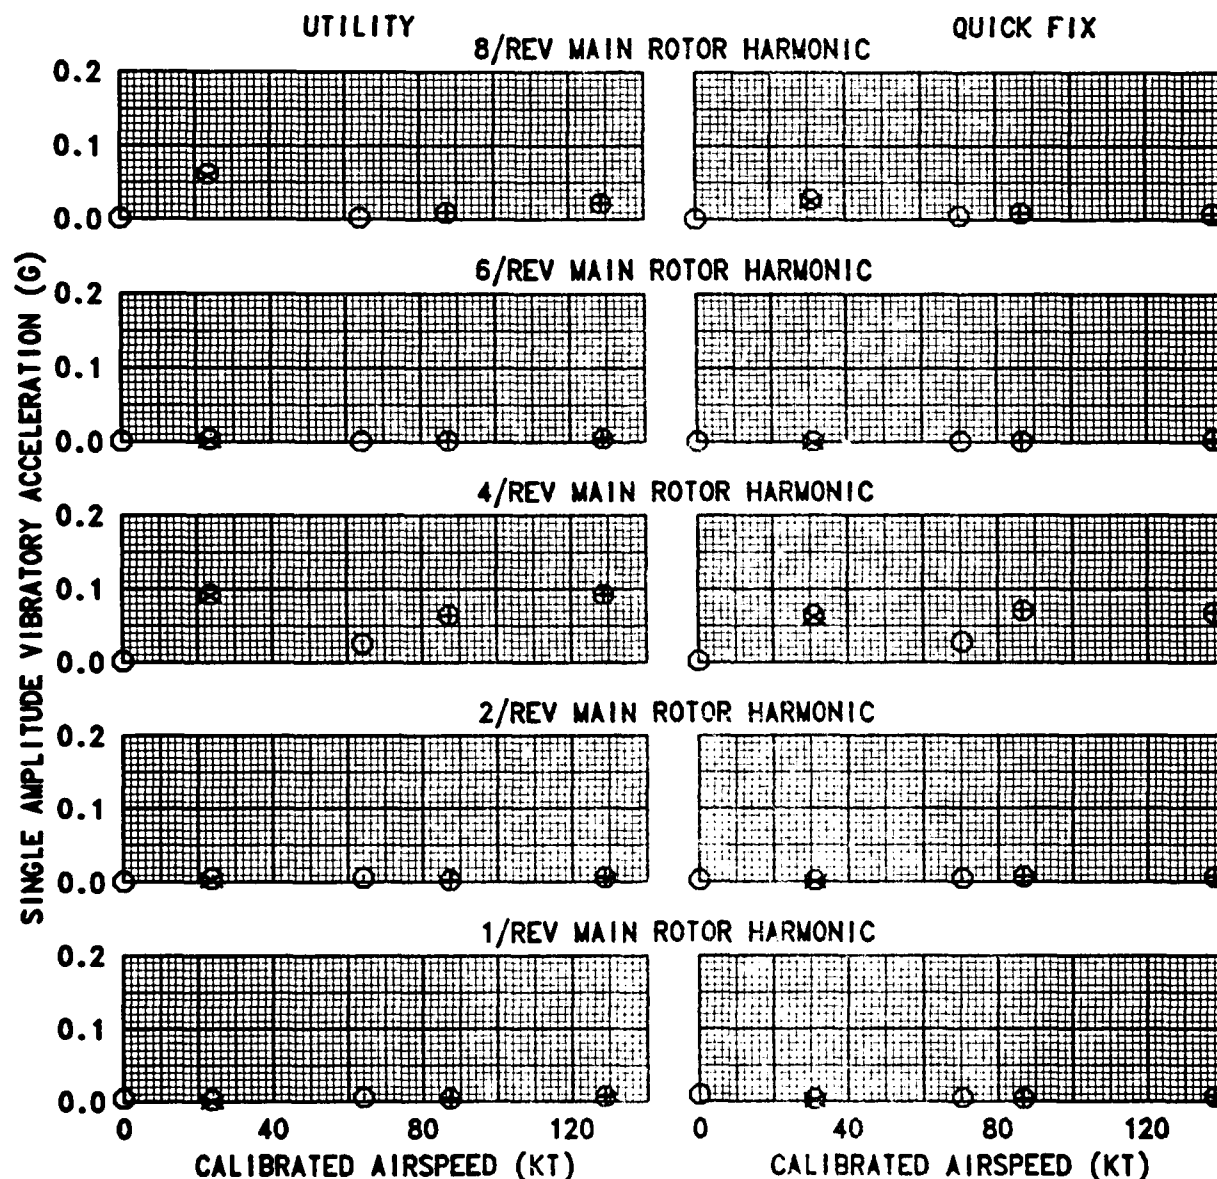 UTILITY
QUICK FIX
8/REV MAIN ROTOR HARMONIC
0.2
0.1
0.0
6/REV MAIN ROTOR HARMONIC
0.2
0.1
0.0
4/REV MAIN ROTOR HARMONIC
0.2
0.1
0.0
2/REV MAIN ROTOR HARMONIC
0.2
0.1
0.0
1/REV MAIN ROTOR HARMONIC
0.2
0.1
0.0
SINGLE AMPLITUDE VIBRATORY ACCELERATION (G)
0 40 80 120
0 40 80 120
CALIBRATED AIRSPEED (KT)
CALIBRATED AIRSPEED (KT)